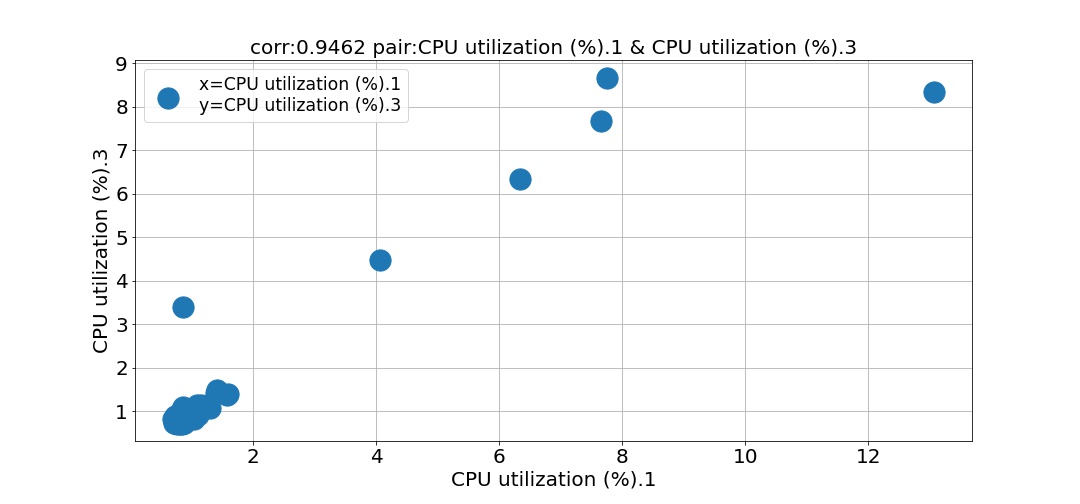 corr:0.9462 pair:CPU utilization (%).1 & CPU utilization (%).3
x=CPU utilization (%).1
y=CPU utilization (%).3
CPU utilization (%).3
9
8
7
6
5
4
3
2
1
2 4 6 8 10 12
CPU utilization (%).1